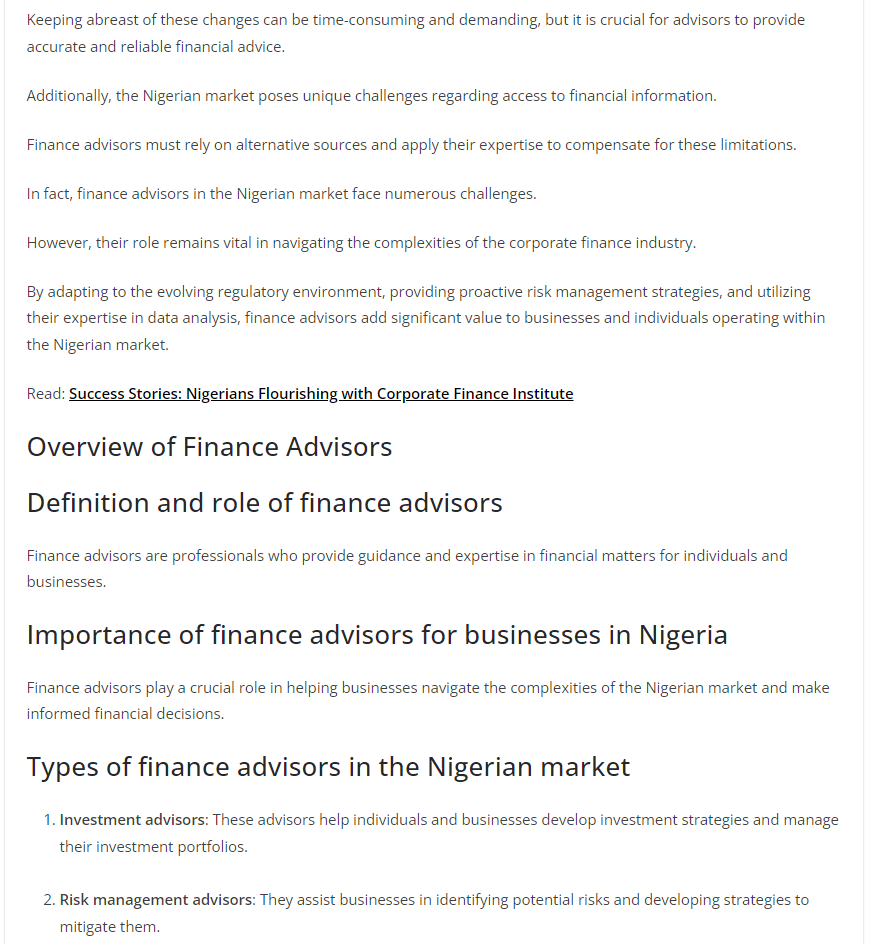 Keeping abreast of these changes can be time-consuming and demanding, but it is crucial for advisors to provide
accurate and reliable financial advice.
Additionally, the Nigerian market poses unique challenges regarding access to financial information.
Finance advisors must rely on alternative sources and apply their expertise to compensate for these limitations.
In fact, finance advisors in the Nigerian market face numerous challenges.
However, their role remains vital in navigating the complexities of the corporate finance industry.
By adapting to the evolving regulatory environment, providing proactive risk management strategies, and utilizing
their expertise in data analysis, finance advisors add significant value to businesses and individuals operating within
the Nigerian market.
Read: Success Stories: Nigerians Flourishing with Corporate Finance Institute
Overview of Finance Advisors
Definition and role of finance advisors
Finance advisors are professionals who provide guidance and expertise in financial matters for individuals and
businesses.
Importance of finance advisors for businesses in Nigeria
Finance advisors play a crucial role in helping businesses navigate the complexities of the Nigerian market and make
informed financial decisions.
Types of finance advisors in the Nigerian market
1. Investment advisors: These advisors help individuals and businesses develop investment strategies and manage
their investment portfolios.
2. Risk management advisors: They assist businesses in identifying potential risks and developing strategies to
mitigate them.